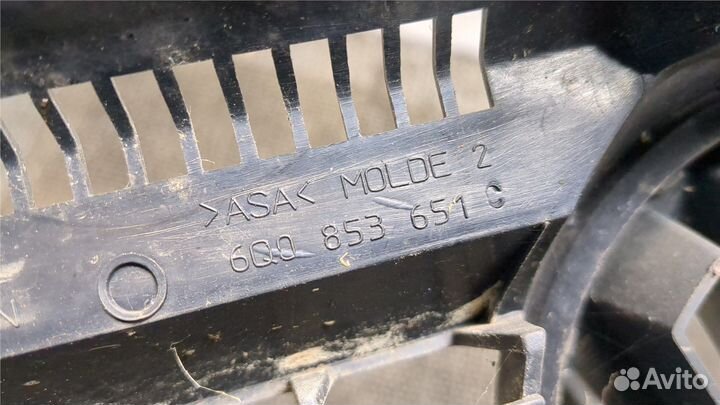 >ASA< MOLDE 2
6Q0 853 651 C
Avito